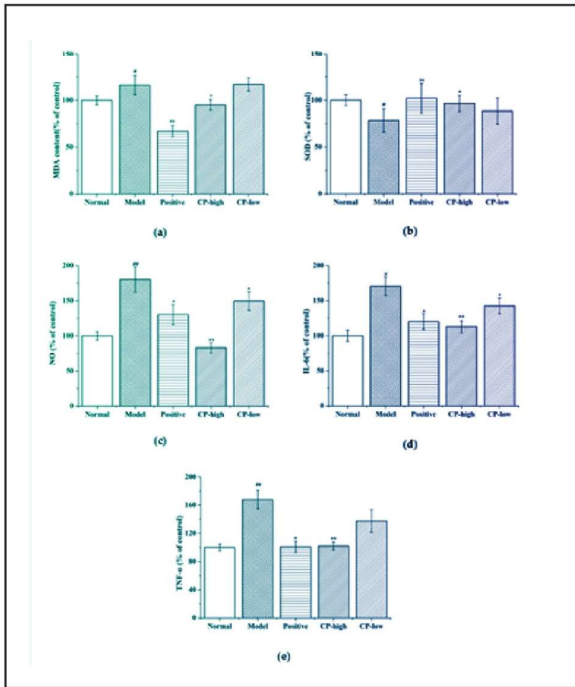 150
100
50
0
MDA content(% of control)
#
**
*
Normal Model Positive CP-high CP-low
(a)
150
100
50
0
SOD (% of control)
#
**
*
Normal Model Positive CP-high CP-low
(b)
200
150
100
50
0
NO (% of control)
##
*
**
*
Normal Model Positive CP-high CP-low
(c)
200
150
100
50
0
IL-6(% of control)
#
**
*
Normal Model Positive CP-high CP-low
(d)
200
160
120
80
40
0
TNF-α (% of control)
##
*
**
Normal Model Positive CP-high CP-low
(e)